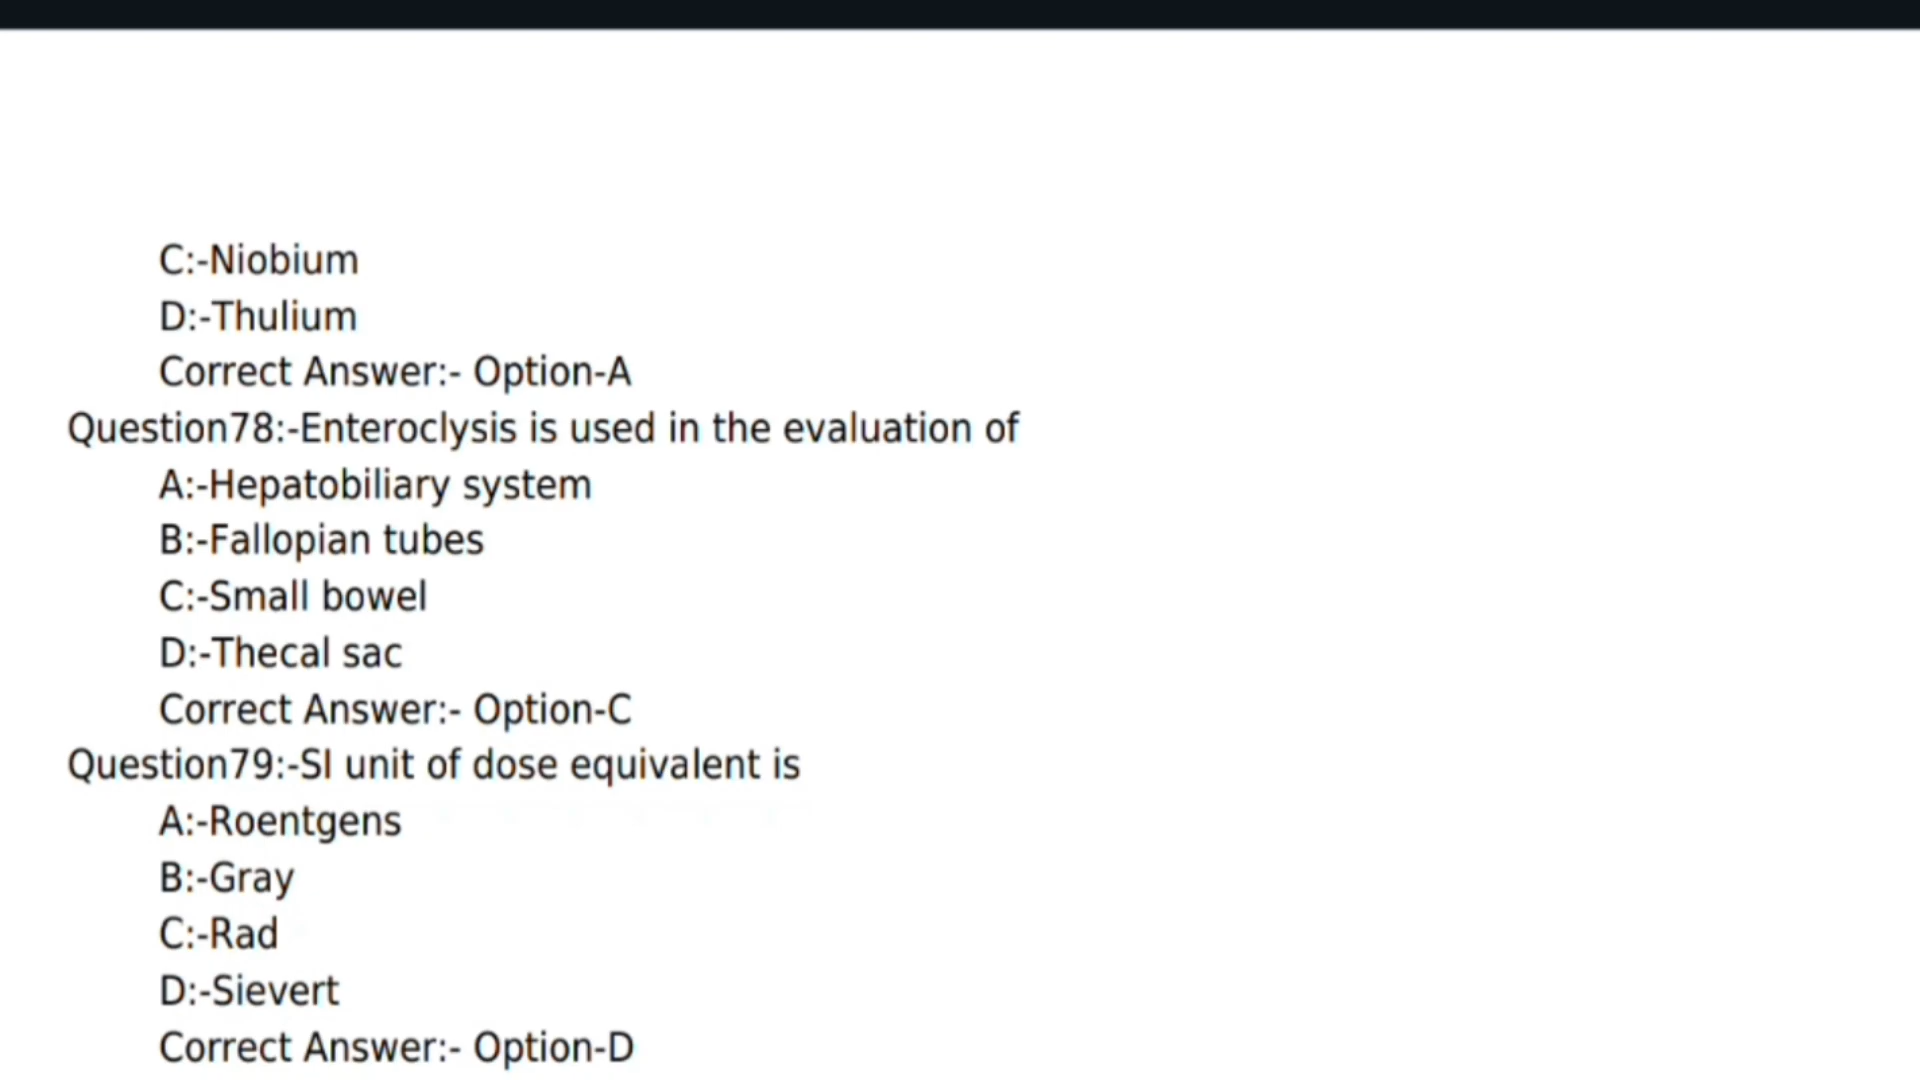 C:-Niobium
D:-Thulium
Correct Answer:- Option-A
Question78:-Enteroclysis is used in the evaluation of
A:-Hepatobiliary system
B:-Fallopian tubes
C:-Small bowel
D:-Thecal sac
Correct Answer:- Option-C
Question79:-SI unit of dose equivalent is
A:-Roentgens
B:-Gray
C:-Rad
D:-Sievert
Correct Answer:- Option-D